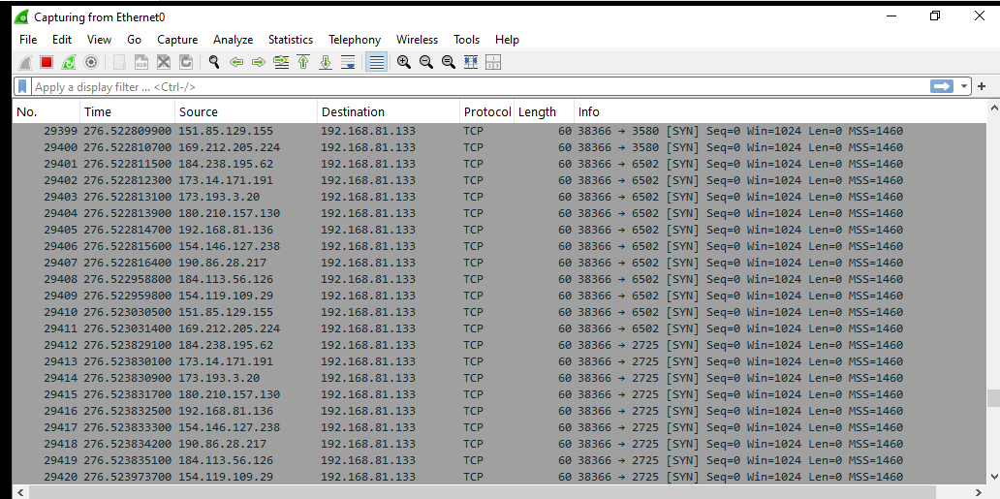 Capturing from Ethernet0
File Edit View Go Capture Analyze Statistics Telephony Wireless Tools Help
Apply a display filter ... <Ctrl-/>
No. Time Source Destination Protocol Length Info
29399 276.522809900 151.85.129.155 192.168.81.133 TCP 60 38366 → 3580 [SYN] Seq=0 Win=1024 Len=0 MSS=1460
29400 276.522810700 169.212.205.224 192.168.81.133 TCP 60 38366 → 3580 [SYN] Seq=0 Win=1024 Len=0 MSS=1460
29401 276.522811500 184.238.195.62 192.168.81.133 TCP 60 38366 → 6502 [SYN] Seq=0 Win=1024 Len=0 MSS=1460
29402 276.522812300 173.14.171.191 192.168.81.133 TCP 60 38366 → 6502 [SYN] Seq=0 Win=1024 Len=0 MSS=1460
29403 276.522813100 173.193.3.20 192.168.81.133 TCP 60 38366 → 6502 [SYN] Seq=0 Win=1024 Len=0 MSS=1460
29404 276.522813900 180.210.157.130 192.168.81.133 TCP 60 38366 → 6502 [SYN] Seq=0 Win=1024 Len=0 MSS=1460
29405 276.522814700 192.168.81.136 192.168.81.133 TCP 60 38366 → 6502 [SYN] Seq=0 Win=1024 Len=0 MSS=1460
29406 276.522815600 154.146.127.238 192.168.81.133 TCP 60 38366 → 6502 [SYN] Seq=0 Win=1024 Len=0 MSS=1460
29407 276.522816400 190.86.28.217 192.168.81.133 TCP 60 38366 → 6502 [SYN] Seq=0 Win=1024 Len=0 MSS=1460
29408 276.522958800 184.113.56.126 192.168.81.133 TCP 60 38366 → 6502 [SYN] Seq=0 Win=1024 Len=0 MSS=1460
29409 276.522959800 154.119.109.29 192.168.81.133 TCP 60 38366 → 6502 [SYN] Seq=0 Win=1024 Len=0 MSS=1460
29410 276.523030500 151.85.129.155 192.168.81.133 TCP 60 38366 → 6502 [SYN] Seq=0 Win=1024 Len=0 MSS=1460
29411 276.523031400 169.212.205.224 192.168.81.133 TCP 60 38366 → 6502 [SYN] Seq=0 Win=1024 Len=0 MSS=1460
29412 276.523829100 184.238.195.62 192.168.81.133 TCP 60 38366 → 2725 [SYN] Seq=0 Win=1024 Len=0 MSS=1460
29413 276.523830100 173.14.171.191 192.168.81.133 TCP 60 38366 → 2725 [SYN] Seq=0 Win=1024 Len=0 MSS=1460
29414 276.523830900 173.193.3.20 192.168.81.133 TCP 60 38366 → 2725 [SYN] Seq=0 Win=1024 Len=0 MSS=1460
29415 276.523831700 180.210.157.130 192.168.81.133 TCP 60 38366 → 2725 [SYN] Seq=0 Win=1024 Len=0 MSS=1460
29416 276.523832500 192.168.81.136 192.168.81.133 TCP 60 38366 → 2725 [SYN] Seq=0 Win=1024 Len=0 MSS=1460
29417 276.523833300 154.146.127.238 192.168.81.133 TCP 60 38366 → 2725 [SYN] Seq=0 Win=1024 Len=0 MSS=1460
29418 276.523834200 190.86.28.217 192.168.81.133 TCP 60 38366 → 2725 [SYN] Seq=0 Win=1024 Len=0 MSS=1460
29419 276.523835100 184.113.56.126 192.168.81.133 TCP 60 38366 → 2725 [SYN] Seq=0 Win=1024 Len=0 MSS=1460
29420 276.523973700 154.119.109.29 192.168.81.133 TCP 60 38366 → 2725 [SYN] Seq=0 Win=1024 Len=0 MSS=1460